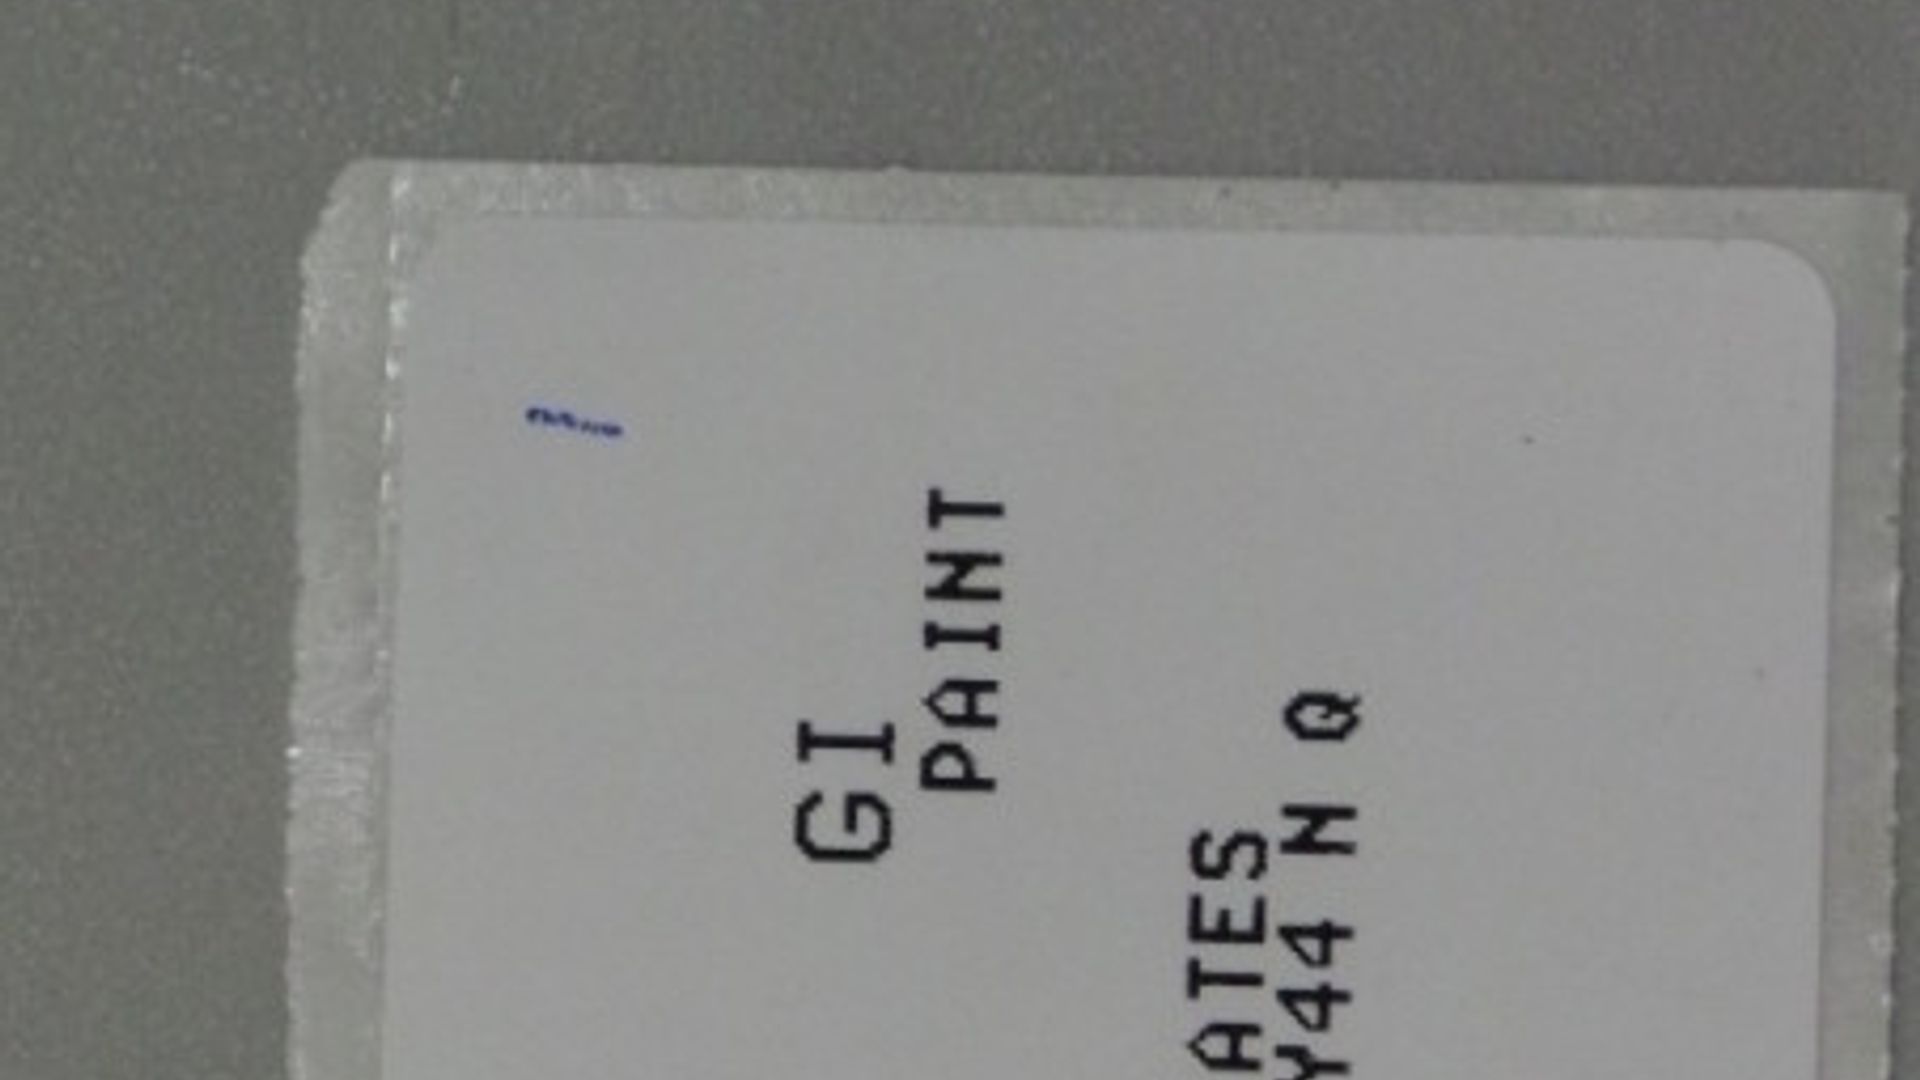 GI
PAINT
ATES
Y44 N Q